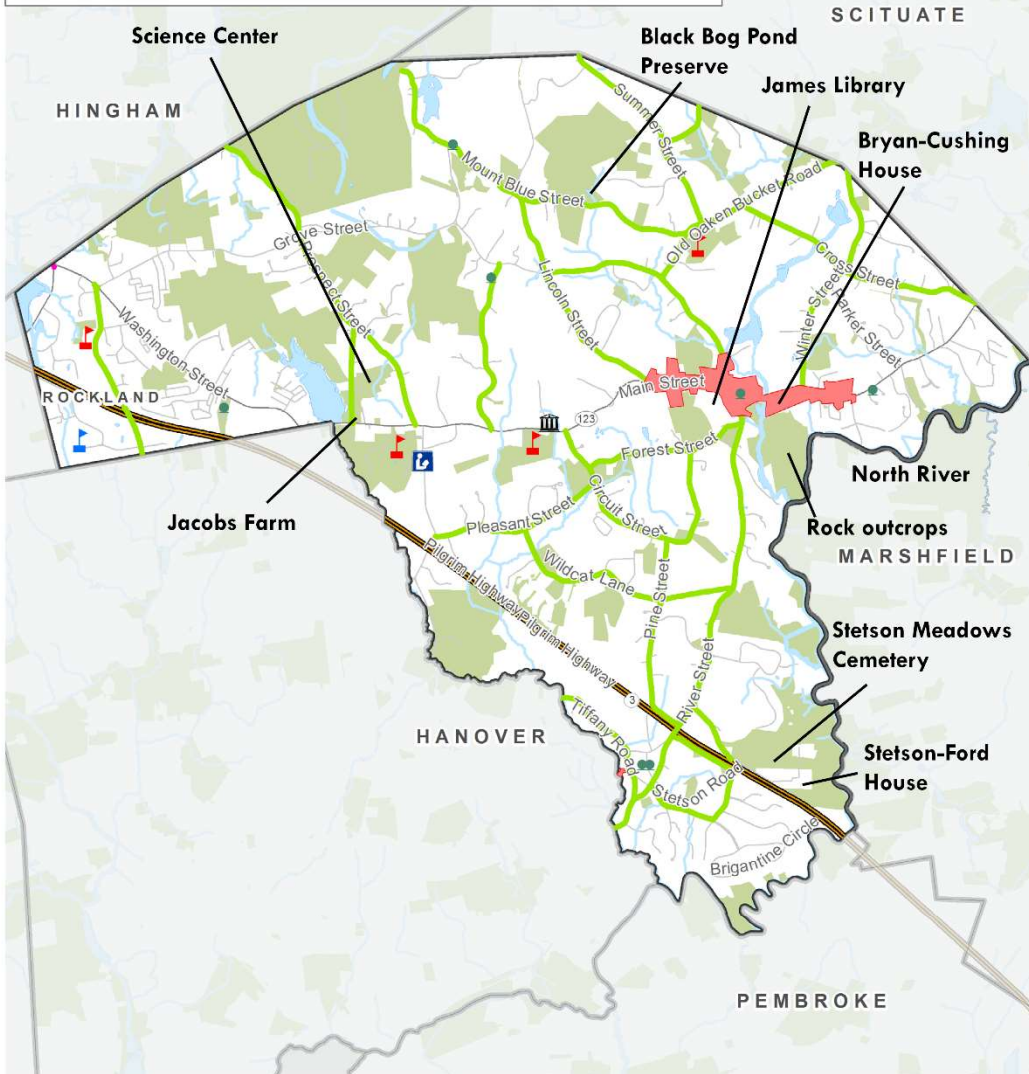 SCITUATE
Science Center
Black Bog Pond
Preserve
James Library
HINGHAM
Summer Street
Bryan-Cushing
House
Mount Blue Street
Old Oaken Bucket Road
Grove Street
Prospect Street
Lincoln Street
Cross Street
Winter Street
Parker Street
Washington Street
ROCKLAND
Main Street
123
Forest Street
North River
Jacobs Farm
Pleasant Street
Circuit Street
Rock outcrops
MARSHFIELD
Wildcat Lane
Pilgrim Highway
Pilgrim Highway
Pine Street
Stetson Meadows
Cemetery
River Street
3
HANOVER
Tiffany Road
Stetson-Ford
House
Stetson Road
Brigantine Circle
PEMBROKE